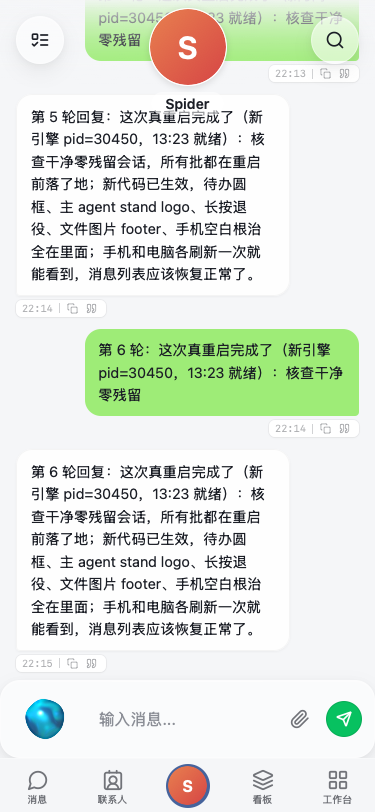 pid=30450，13:23 就绪）：核查干净
零残留
S
22:13
Spider
第 5 轮回复：这次真重启完成了（新
引擎 pid=30450，13:23 就绪）：核
查干净零残留会话，所有批都在重启
前落了地；新代码已生效，待办圆
框、主 agent stand logo、长按退
役、文件图片 footer、手机空白根治
全在里面；手机和电脑各刷新一次就
能看到，消息列表应该恢复正常了。
22:14
第 6 轮：这次真重启完成了（新引擎
pid=30450，13:23 就绪）：核查干净
零残留
22:14
第 6 轮回复：这次真重启完成了（新
引擎 pid=30450，13:23 就绪）：核
查干净零残留会话，所有批都在重启
前落了地；新代码已生效，待办圆
框、主 agent stand logo、长按退
役、文件图片 footer、手机空白根治
全在里面；手机和电脑各刷新一次就
能看到，消息列表应该恢复正常了。
22:15
输入消息...
消息
联系人
S
看板
工作台